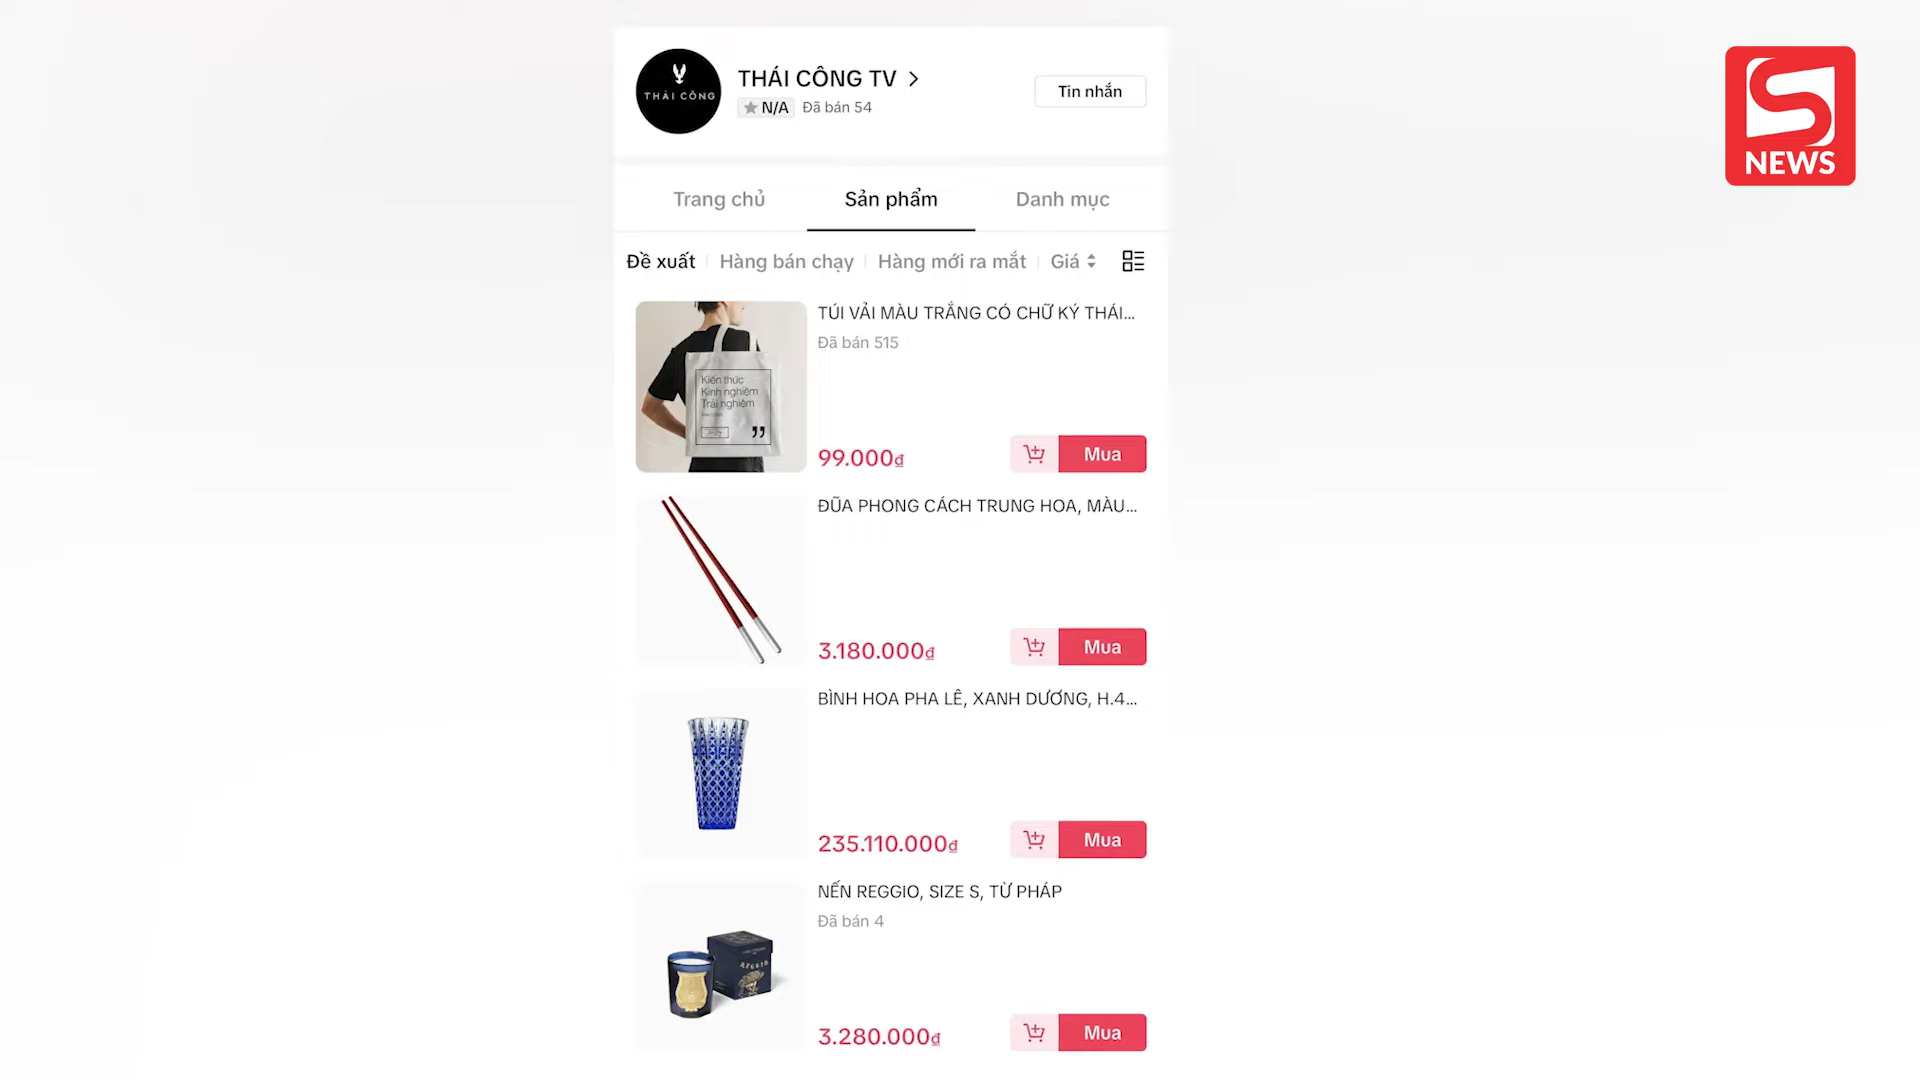 THÁI CÔNG
THÁI CÔNG TV
N/A Đã bán 54
Tin nhắn
S
NEWS
Trang chủ
Sản phẩm
Danh mục
Đề xuất
Hàng bán chạy
Hàng mới ra mắt
Giá
TÚI VẢI MÀU TRẮNG CÓ CHỮ KÝ THÁI...
Đã bán 515
Kiến thức
Kinh nghiệm
Trải nghiệm
99.000₫
Mua
ĐŨA PHONG CÁCH TRUNG HOA, MÀU...
3.180.000₫
Mua
BÌNH HOA PHA LÊ, XANH DƯƠNG, H.4...
235.110.000₫
Mua
NẾN REGGIO, SIZE S, TỪ PHÁP
Đã bán 4
3.280.000₫
Mua